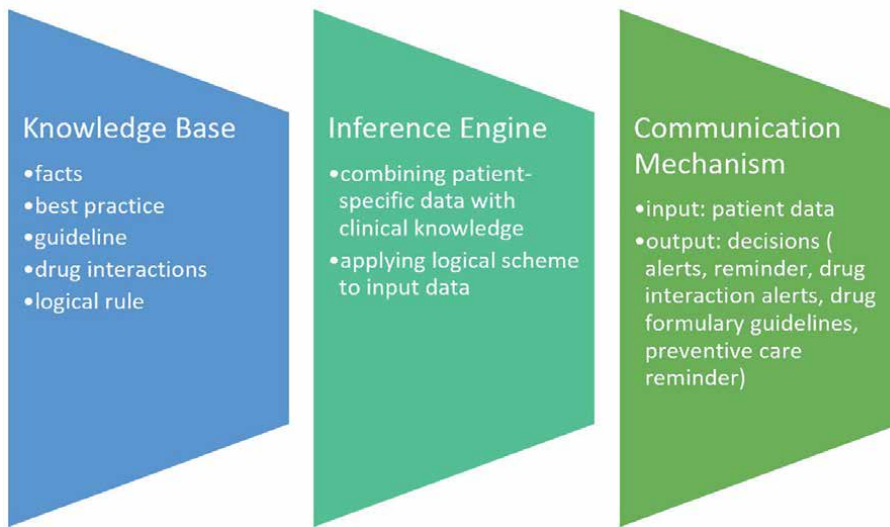 Knowledge Base
•facts
•best practice
•guideline
•drug interactions
•logical rule
Inference Engine
•combining patient-
specific data with
clinical knowledge
•applying logical scheme
to input data
Communication
Mechanism
•input: patient data
•output: decisions (
alerts, reminder, drug
interaction alerts, drug
formulary guidelines,
preventive care
reminder)